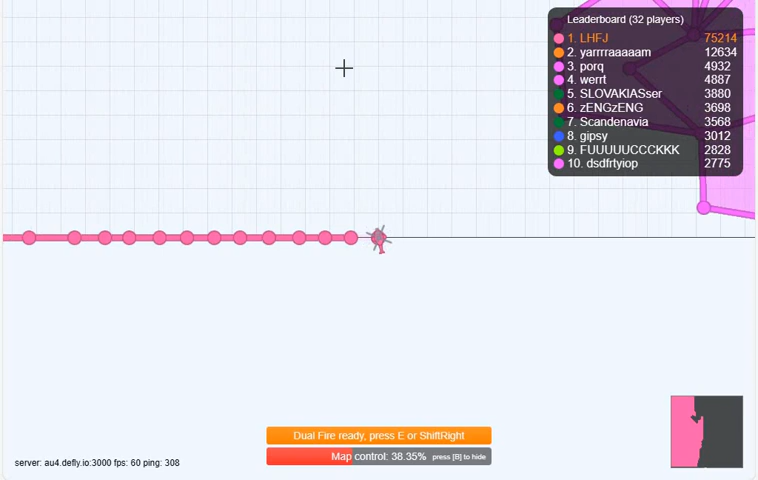 Leaderboard (32 players)
1. LHFJ 75214
2. yarrrraaaaam 12634
3. porq 4932
4. werrt 4887
5. SLOVAKIASser 3880
6. zENGzENG 3698
7. Scandenavia 3568
8. gipsy 3012
9. FUUUUUCCCKKK 2828
10. dsdfrtyiop 2775
Dual Fire ready, press E or ShiftRight
Map control: 38.35% press [B] to hide
server: au4.defly.io:3000 fps: 60 ping: 308